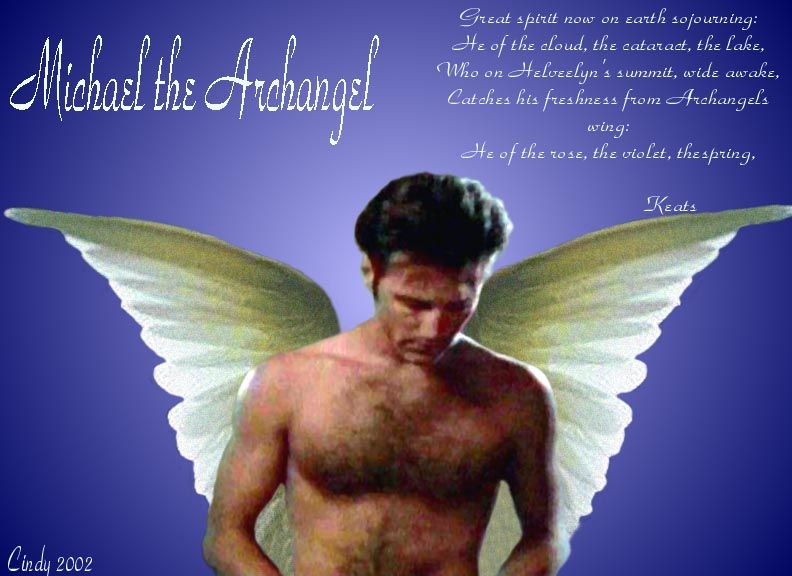 Michael the Archangel
Great spirit now on earth sojourning:
He of the cloud, the cataract, the lake,
Who on Helveelyn's summit, wide awake,
Catches his freshness from Archangels
wing:
He of the rose, the violet, thespring,
Keats
Cindy 2002